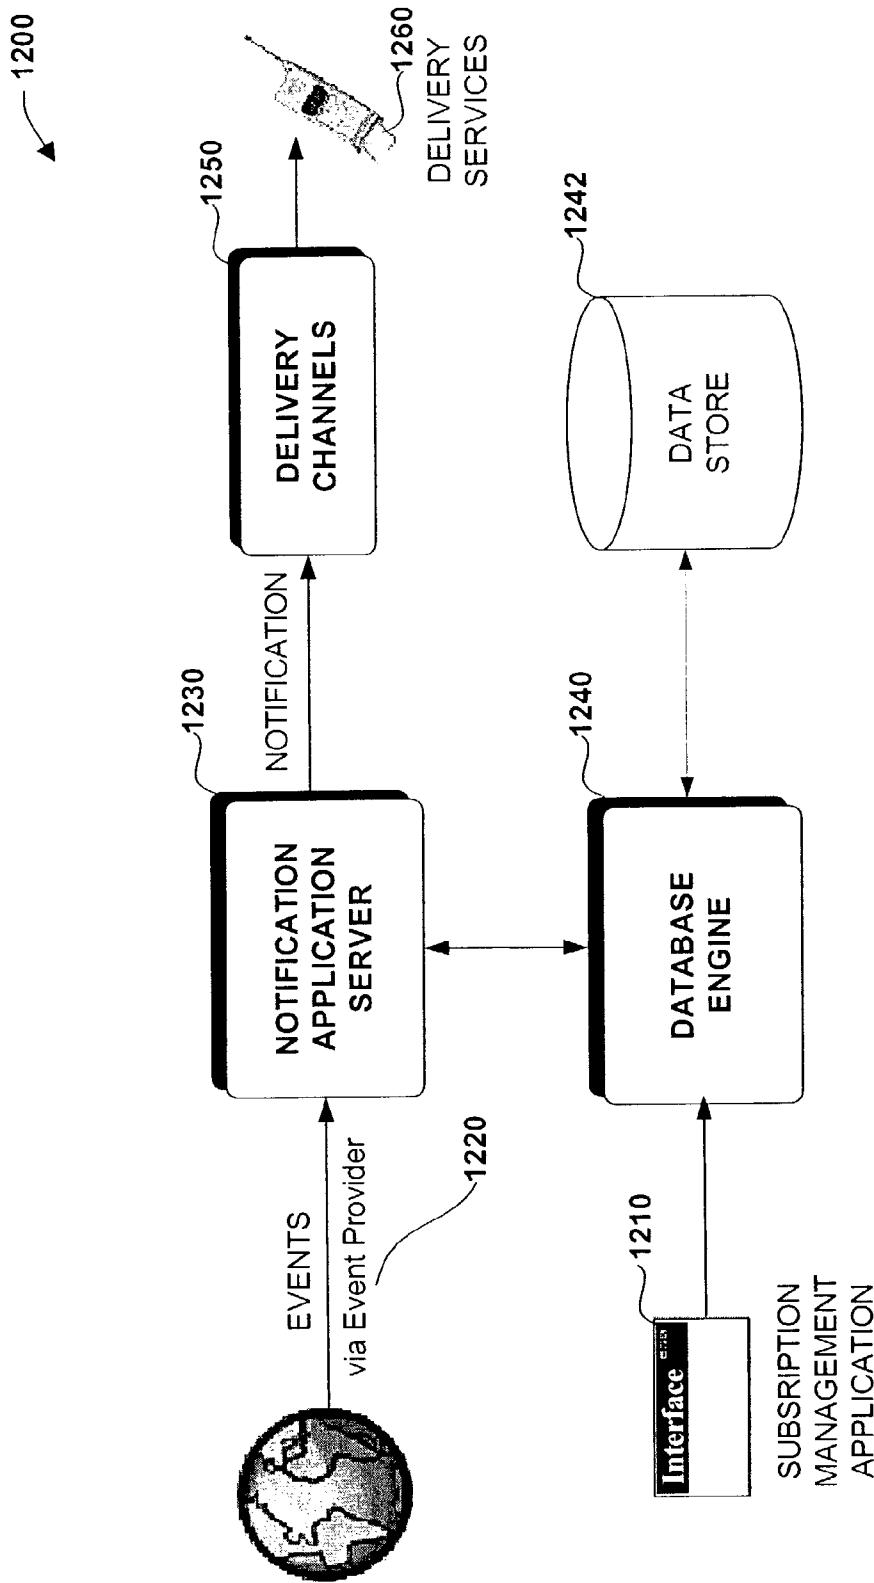 1200
EVENTS
via Event Provider
1220
NOTIFICATION
APPLICATION
SERVER
1230
NOTIFICATION
DELIVERY
CHANNELS
1250
1260
DELIVERY
SERVICES
Interface
1210
SUBSRIPTION
MANAGEMENT
APPLICATION
DATABASE
ENGINE
1240
DATA
STORE
1242